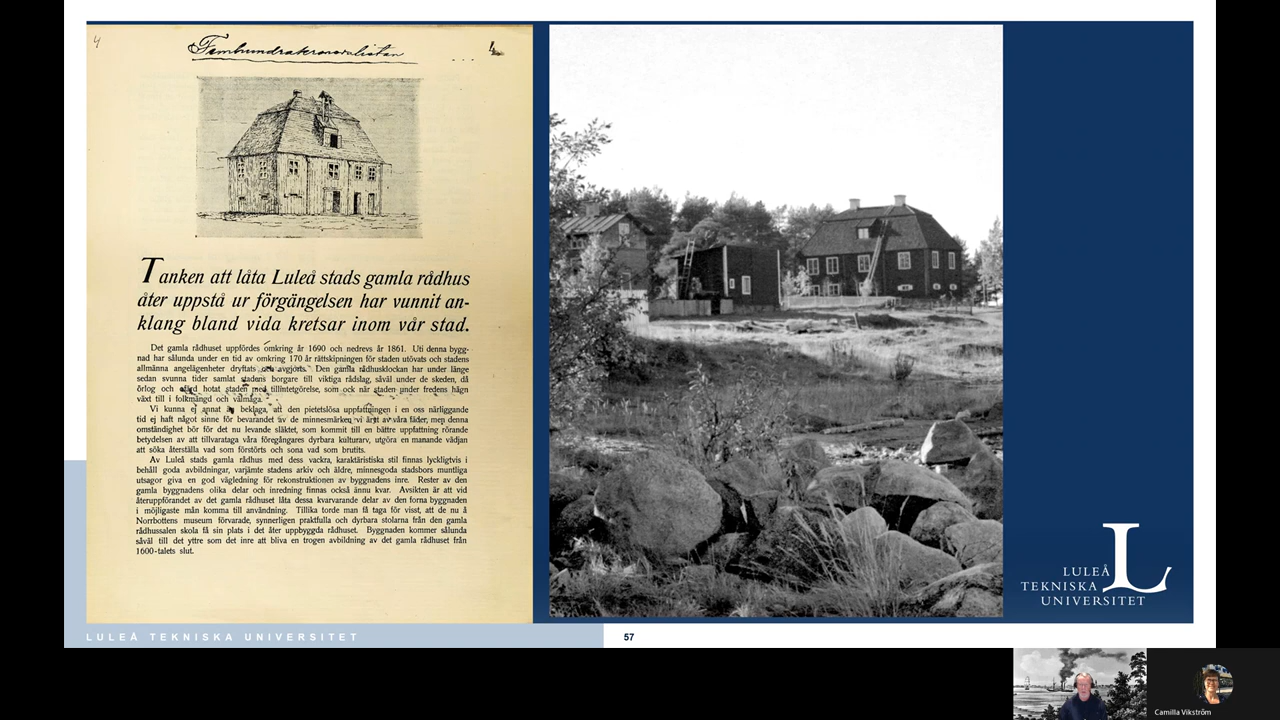 4
Femhundrakronorslistan
4
Tanken att låta Luleå stads gamla rådhus
åter uppstå ur förgängelsen har vunnit an-
klang bland vida kretsar inom vår stad.
Det gamla rådhuset uppfördes omkring år 1690 och nedrevs år 1861. Uti denna bygg-
nad har sålunda under en tid av omkring 170 år rättskipningen för staden utövats och stadens
allmänna angelägenheter dryftats och avgjorts. Den gamla rådhusklockan har under länge
sedan svunna tider samlat stadens borgare till viktiga rådslag, såväl under de skeden, då
örlog och ofärd hotat staden med tillintetgörelse, som ock när staden under fredens hägn
växt till i folkmängd och välmåga.
Vi kunna ej annat än beklaga, att den pietetslösa uppfattningen i en oss närliggande
tid ej haft något sinne för bevarandet av de minnesmärken vi ärvt av våra fäder, men denna
omständighet bör för det nu levande släktet, som kommit till en bättre uppfattning rörande
betydelsen av att tillvarataga våra föregångares dyrbara kulturarv, utgöra en manande vädjan
att söka återställa vad som förstörts och sona vad som brutits.
Av Luleå stads gamla rådhus med dess vackra, karaktäristiska stil finnas lyckligtvis i
behåll goda avbildningar, varjämte stadens arkiv och äldre, minnesgoda stadsbors muntliga
utsagor giva en god vägledning för rekonstruktionen av byggnadens inre. Rester av den
gamla byggnadens olika delar och inredning finnas också ännu kvar. Avsikten är att vid
återuppförandet av det gamla rådhuset låta dessa kvarvarande delar av den forna byggnaden
i möjligaste mån komma till användning. Tillika torde man få taga för visst, att de nu å
Norrbottens museum förvarade, synnerligen praktfulla och dyrbara stolarna från den gamla
rådhussalen skola få sin plats i det åter uppbyggda rådhuset. Byggnaden kommer sålunda
såväl till det yttre som det inre att bliva en trogen avbildning av det gamla rådhuset från
1600-talets slut.
LULEÅ
TEKNISKA
UNIVERSITET
LULEÅ TEKNISKA UNIVERSITET
57
Camilla Vikström